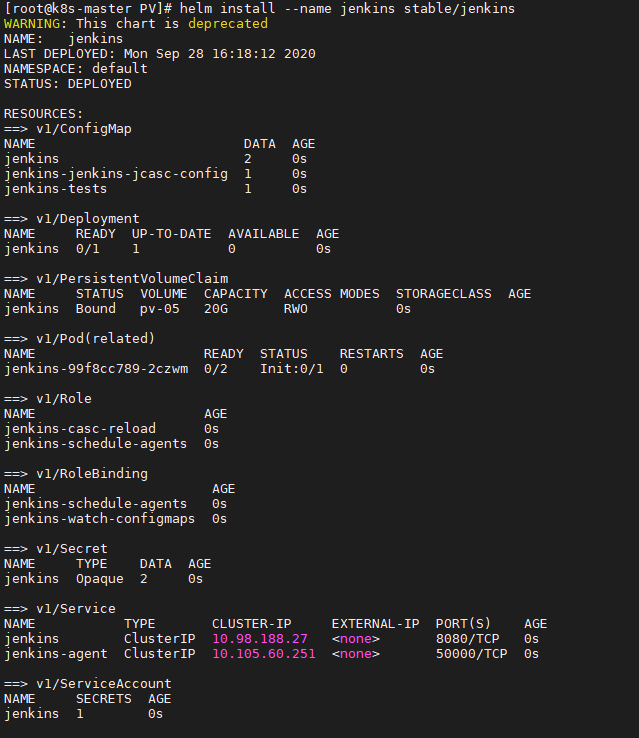 [root@k8s-master PV]# helm install --name jenkins stable/jenkins
WARNING: This chart is deprecated
NAME:   jenkins
LAST DEPLOYED: Mon Sep 28 16:18:12 2020
NAMESPACE: default
STATUS: DEPLOYED
RESOURCES:
==> v1/ConfigMap
NAME                          DATA  AGE
jenkins                       2     0s
jenkins-jenkins-jcasc-config  1     0s
jenkins-tests                 1     0s
==> v1/Deployment
NAME     READY  UP-TO-DATE  AVAILABLE  AGE
jenkins  0/1    1           0          0s
==> v1/PersistentVolumeClaim
NAME     STATUS  VOLUME  CAPACITY  ACCESS MODES  STORAGECLASS  AGE
jenkins  Bound   pv-05   20G       RWO           0s
==> v1/Pod(related)
NAME                     READY  STATUS    RESTARTS  AGE
jenkins-99f8cc789-2czwm  0/2    Init:0/1  0         0s
==> v1/Role
NAME                     AGE
jenkins-casc-reload      0s
jenkins-schedule-agents  0s
==> v1/RoleBinding
NAME                      AGE
jenkins-schedule-agents   0s
jenkins-watch-configmaps  0s
==> v1/Secret
NAME     TYPE    DATA  AGE
jenkins  Opaque  2     0s
==> v1/Service
NAME           TYPE       CLUSTER-IP     EXTERNAL-IP  PORT(S)    AGE
jenkins        ClusterIP  10.98.188.27   <none>       8080/TCP   0s
jenkins-agent  ClusterIP  10.105.60.251  <none>       50000/TCP  0s
==> v1/ServiceAccount
NAME     SECRETS  AGE
jenkins  1        0s